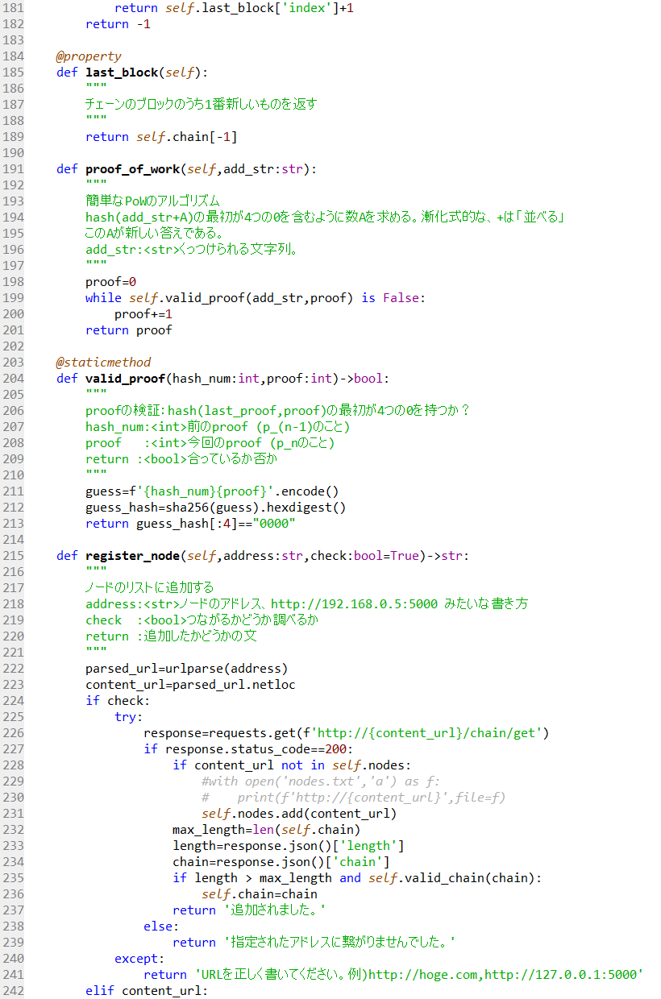 181             return self.last_block['index']+1
182         return -1
183
184     @property
185     def last_block(self):
186         """
187         チェーンのブロックのうち1番新しいものを返す
188         """
189         return self.chain[-1]
190
191     def proof_of_work(self,add_str:str):
192         """
193         簡単なPoWのアルゴリズム
194         hash(add_str+A)の最初が4つの0を含むように数Aを求める。漸化式的な、+は「並べる」
195         このAが新しい答えである。
196         add_str:<str>くっつけられる文字列。
197         """
198         proof=0
199         while self.valid_proof(add_str,proof) is False:
200             proof+=1
201         return proof
202
203     @staticmethod
204     def valid_proof(hash_num:int,proof:int)->bool:
205         """
206         proofの検証:hash(last_proof,proof)の最初が4つの0を持つか？
207         hash_num:<int>前のproof (p_(n-1)のこと)
208         proof   :<int>今回のproof (p_nのこと)
209         return :<bool>合っているか否か
210         """
211         guess=f'{hash_num}{proof}'.encode()
212         guess_hash=sha256(guess).hexdigest()
213         return guess_hash[:4]=="0000"
214
215     def register_node(self,address:str,check:bool=True)->str:
216         """
217         ノードのリストに追加する
218         address:<str>ノードのアドレス、http://192.168.0.5:5000 みたいな書き方
219         check  :<bool>つながるかどうか調べるか
220         return :追加したかどうかの文
221         """
222         parsed_url=urlparse(address)
223         content_url=parsed_url.netloc
224         if check:
225             try:
226                 response=requests.get(f'http://{content_url}/chain/get')
227                 if response.status_code==200:
228                     if content_url not in self.nodes:
229                         #with open('nodes.txt','a') as f:
230                         #    print(f'http://{content_url}',file=f)
231                         self.nodes.add(content_url)
232                     max_length=len(self.chain)
233                     length=response.json()['length']
234                     chain=response.json()['chain']
235                     if length > max_length and self.valid_chain(chain):
236                         self.chain=chain
237                     return '追加されました。'
238                 else:
239                     return '指定されたアドレスに繋がりませんでした。'
240             except:
241                 return 'URLを正しく書いてください。例)http://hoge.com,http://127.0.0.1:5000'
242         elif content_url: